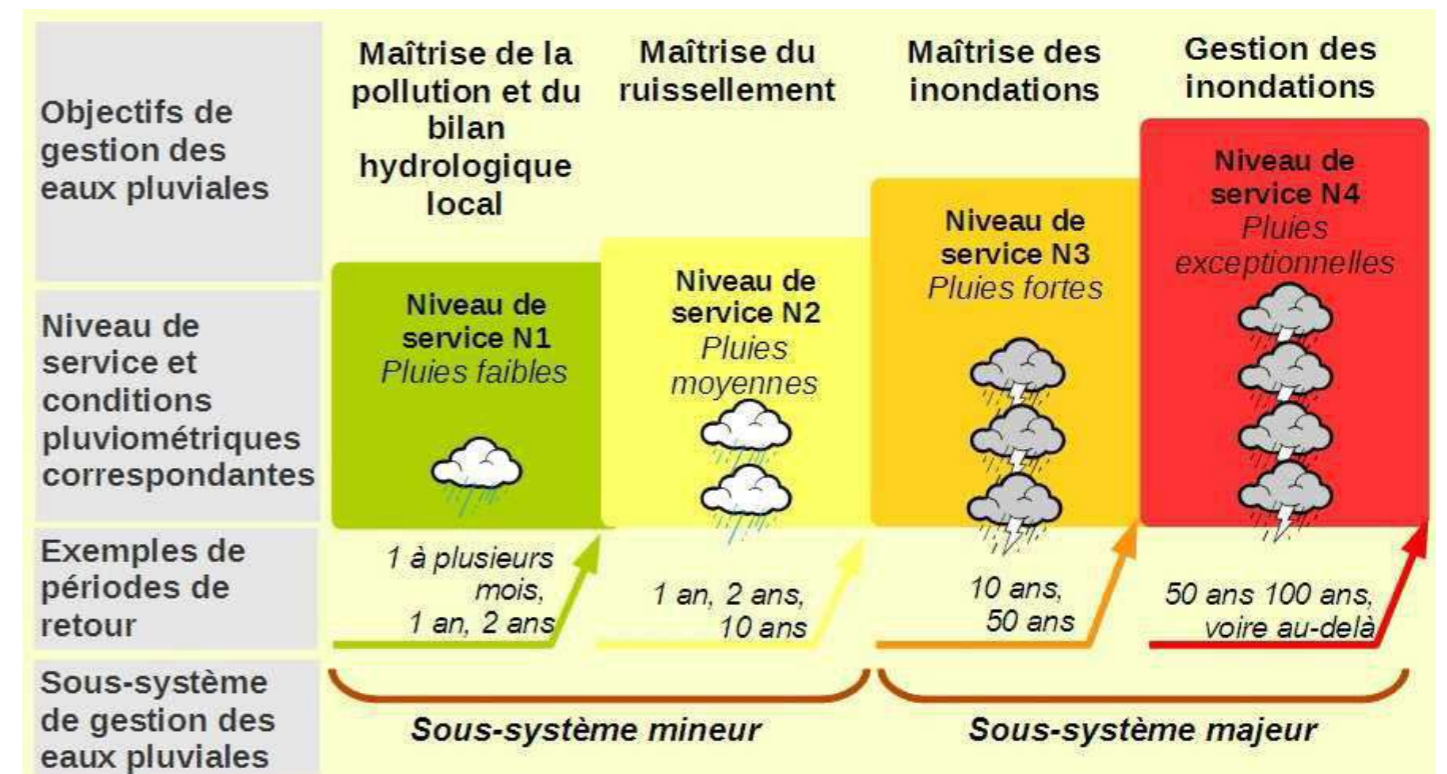 Objectifs de
gestion des
eaux pluviales
Maîtrise de la
pollution et du
bilan
hydrologique
local
Maîtrise du
ruissellement
Maîtrise des
inondations
Gestion des
inondations
Niveau de
service et
conditions
pluviométriques
correspondantes
Niveau de
service N1
Pluies faibles
Niveau de
service N2
Pluies
moyennes
Niveau de
service N3
Pluies fortes
Niveau de
service N4
Pluies
exceptionnelles
Exemples de
périodes de
retour
1 à plusieurs
mois,
1 an, 2 ans
1 an, 2 ans,
10 ans
10 ans,
50 ans
50 ans 100 ans,
voire au-delà
Sous-système
de gestion des
eaux pluviales
Sous-système mineur
Sous-système majeur